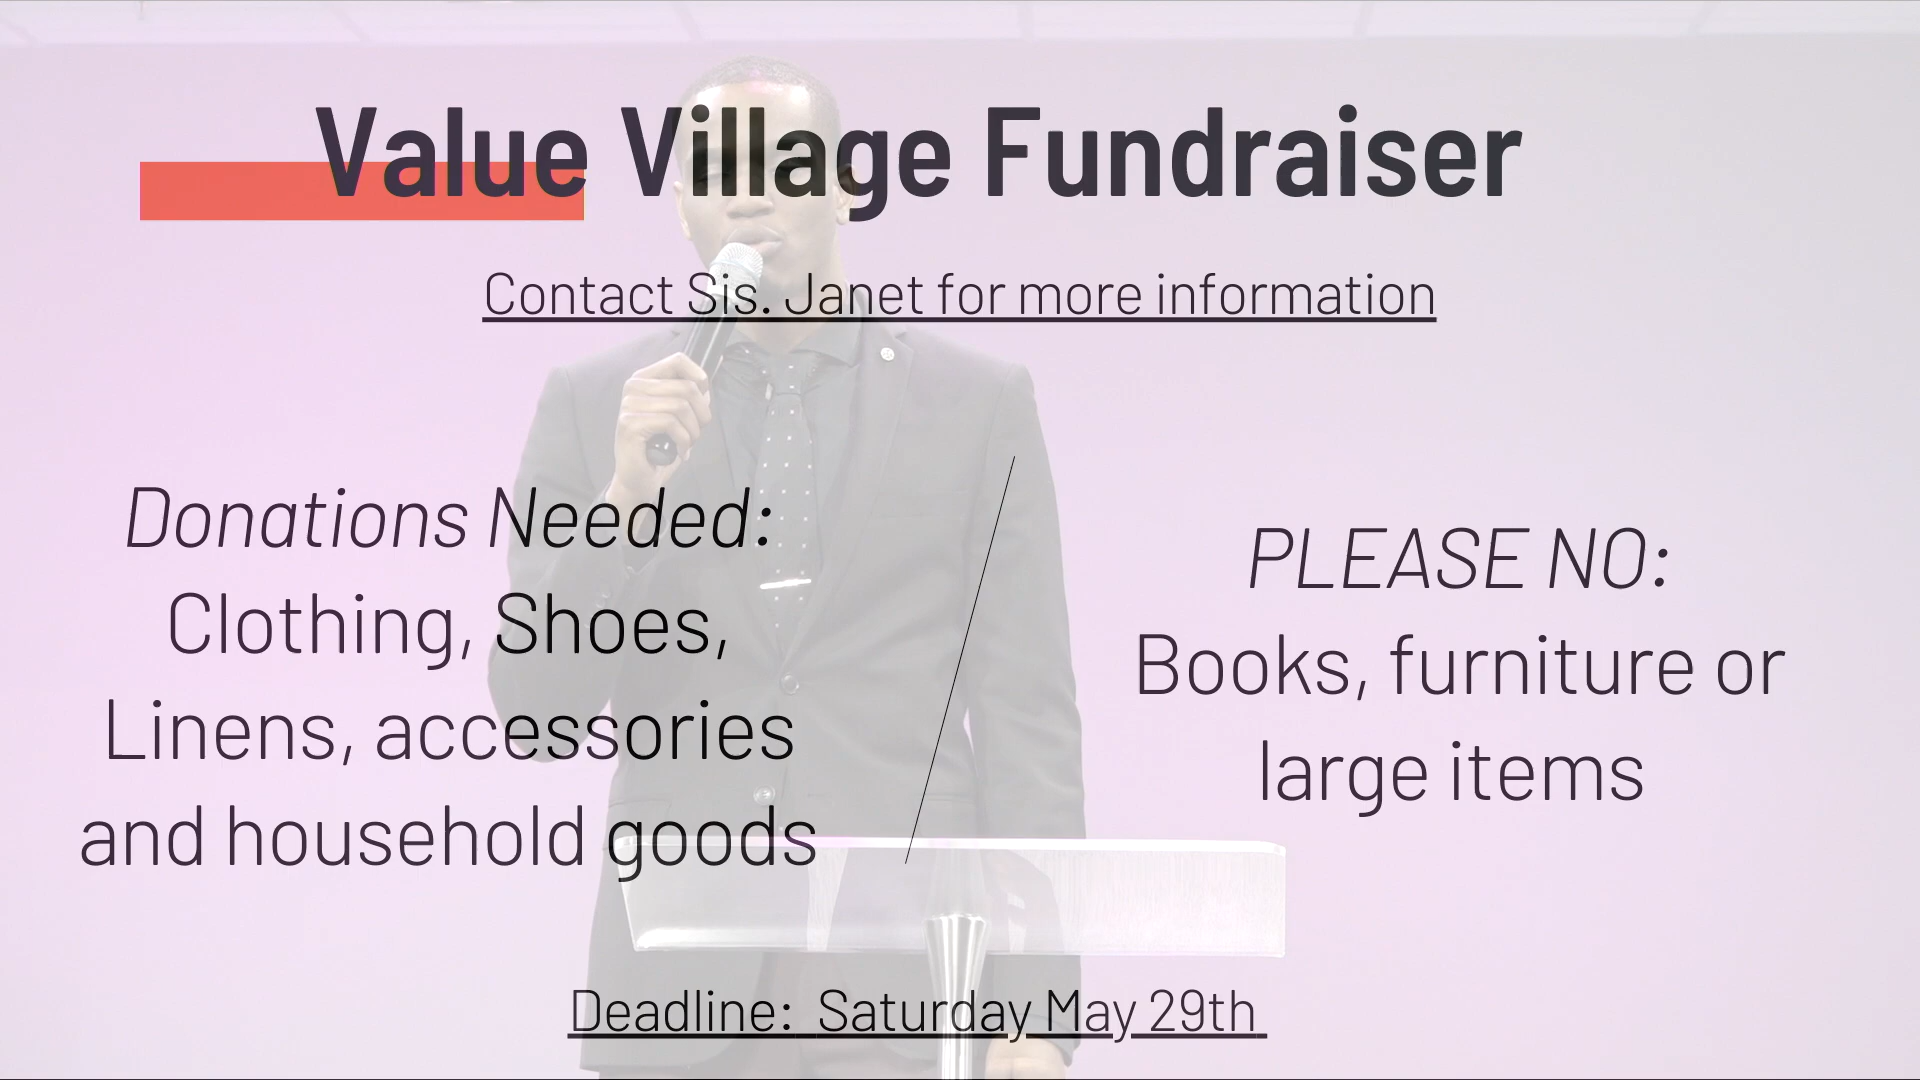 Value Village Fundraiser
Contact Sis. Janet for more information
Donations Needed:
Clothing, Shoes,
Linens, accessories
and household goods
PLEASE NO:
Books, furniture or
large items
Deadline:  Saturday May 29th